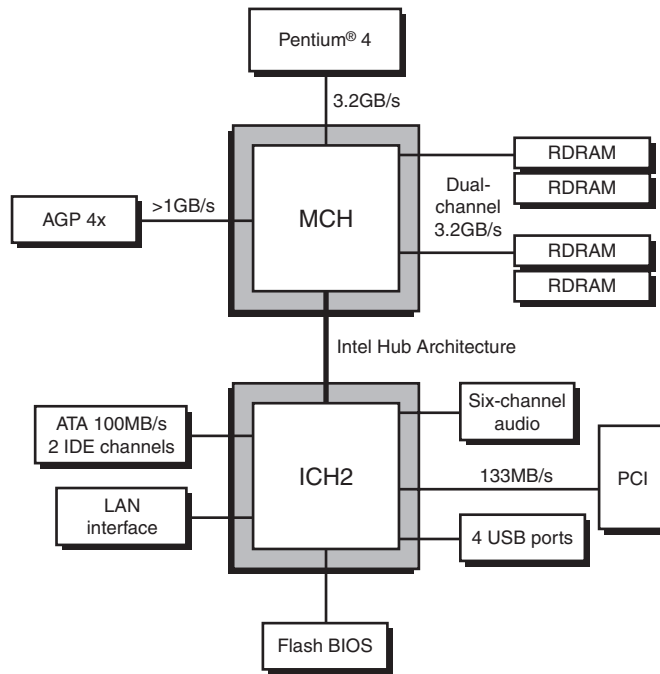 Pentium® 4
3.2GB/s
RDRAM
RDRAM
Dual-
channel
3.2GB/s
RDRAM
RDRAM
>1GB/s
AGP 4x
MCH
Intel Hub Architecture
ATA 100MB/s
2 IDE channels
Six-channel
audio
ICH2
133MB/s
PCI
LAN
interface
4 USB ports
Flash BIOS